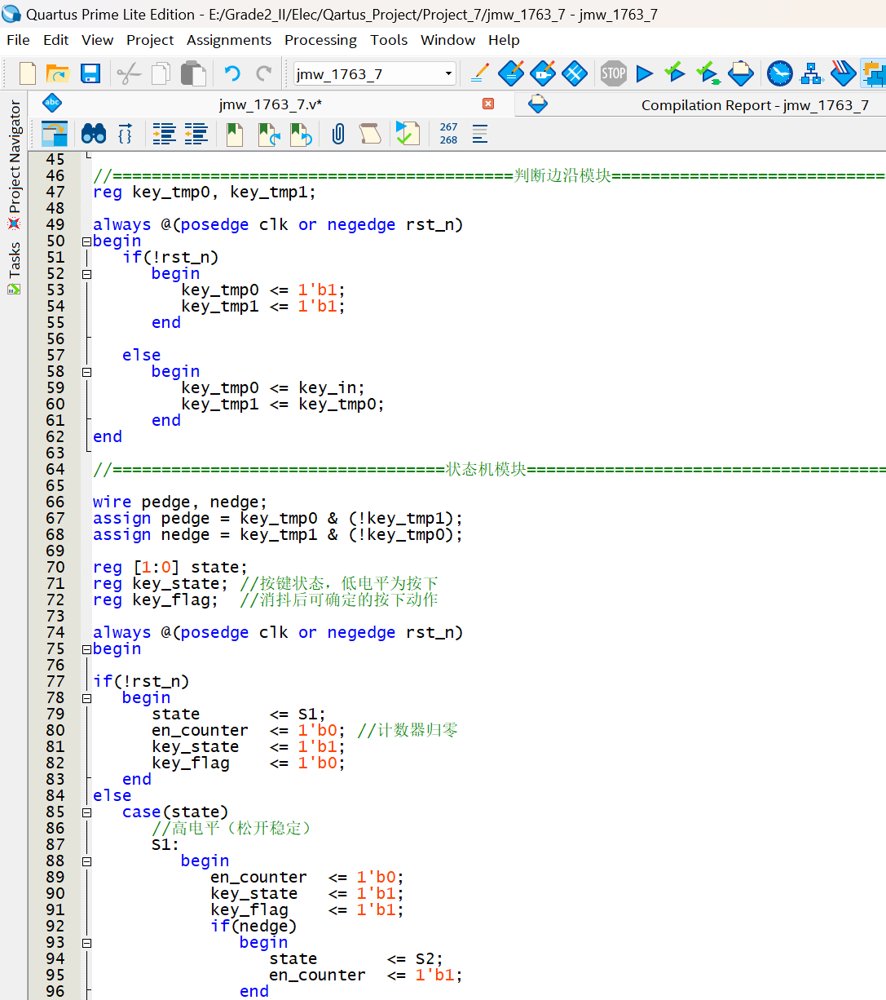 Quartus Prime Lite Edition - E:/Grade2_II/Elec/Qartus_Project/Project_7/jmw_1763_7 - jmw_1763_7
File Edit View Project Assignments Processing Tools Window Help
jmw_1763_7
STOP
abc
jmw_1763_7.v*
Compilation Report - jmw_1763_7
267
268
Project Navigator
Tasks
45
46 //=========================================判断边沿模块============================
47 reg key_tmp0, key_tmp1;
48
49 always @(posedge clk or negedge rst_n)
50 begin
51 if(!rst_n)
52 begin
53 key_tmp0 <= 1'b1;
54 key_tmp1 <= 1'b1;
55 end
56
57 else
58 begin
59 key_tmp0 <= key_in;
60 key_tmp1 <= key_tmp0;
61 end
62 end
63
64 //==================================状态机模块=====================================
65
66 wire pedge, nedge;
67 assign pedge = key_tmp0 & (!key_tmp1);
68 assign nedge = key_tmp1 & (!key_tmp0);
69
70 reg [1:0] state;
71 reg key_state; //按键状态，低电平为按下
72 reg key_flag; //消抖后可确定的按下动作
73
74 always @(posedge clk or negedge rst_n)
75 begin
76
77 if(!rst_n)
78 begin
79 state <= S1;
80 en_counter <= 1'b0; //计数器归零
81 key_state <= 1'b1;
82 key_flag <= 1'b0;
83 end
84 else
85 case(state)
86 //高电平（松开稳定）
87 S1:
88 begin
89 en_counter <= 1'b0;
90 key_state <= 1'b1;
91 key_flag <= 1'b1;
92 if(nedge)
93 begin
94 state <= S2;
95 en_counter <= 1'b1;
96 end